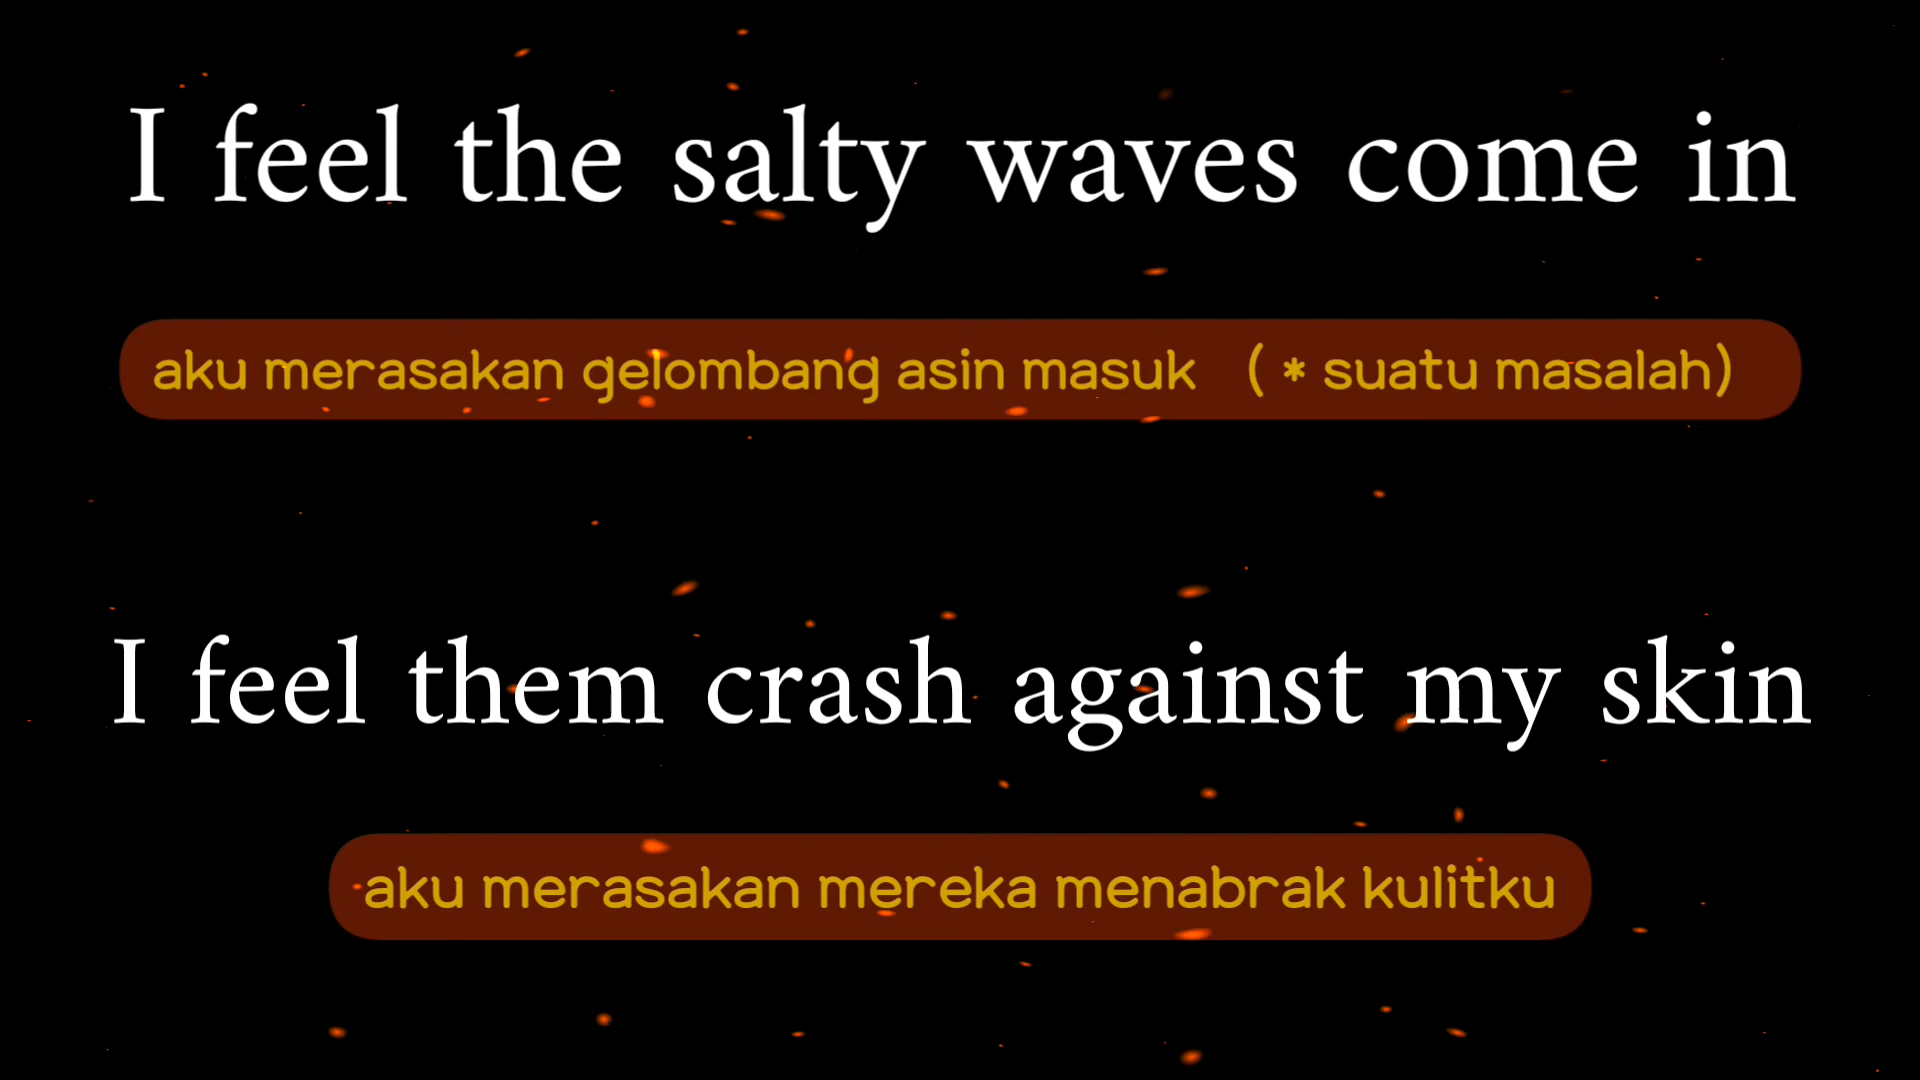 I feel the salty waves come in
aku merasakan gelombang asin masuk ( * suatu masalah)
I feel them crash against my skin
aku merasakan mereka menabrak kulitku